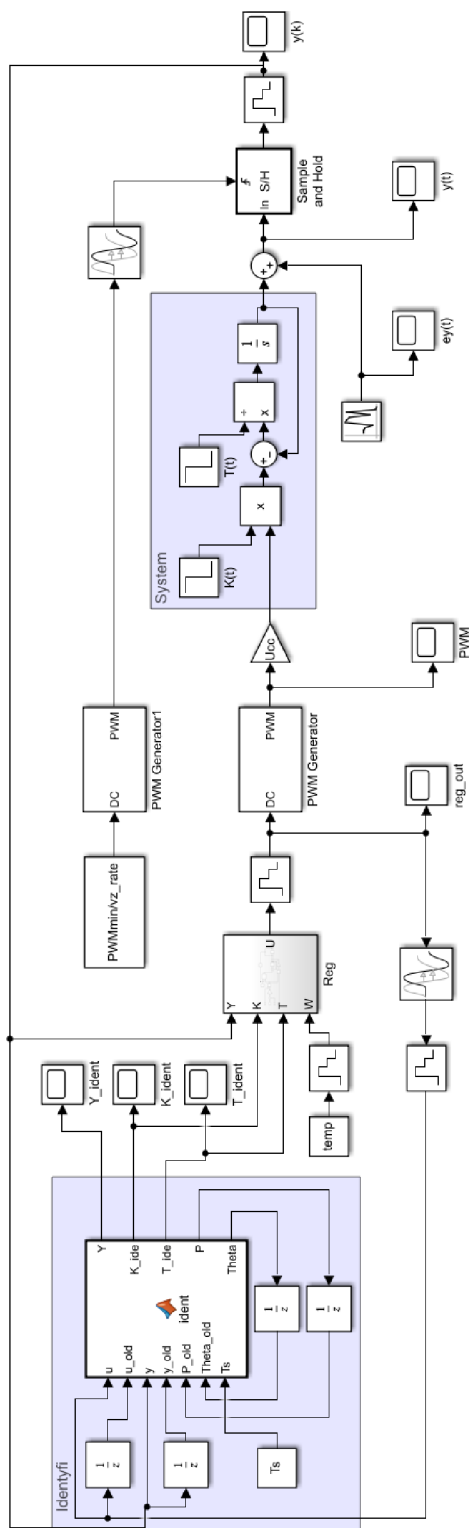 Identyfi
1
z
1
z
Ts
u
u_old
y
y_old
P_old
Theta_old
Ts
ident
Y
K_ide
T_ide
P
Theta
1
z
1
z
Y_ident
K_ident
T_ident
temp
Y
K
T
W
U
Reg
PWMmin/vz_rate
DC
PWM
PWM Generator1
DC
PWM
PWM Generator
reg_out
PWM
Ucc
System
K(t)
T(t)
x
+
-
÷
x
1
s
+
+
ey(t)
y(t)
In
S/H
Sample
and Hold
y(k)